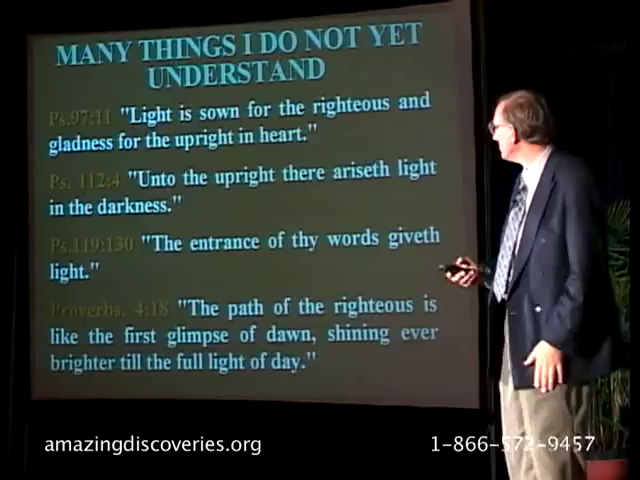 MANY THINGS I DO NOT YET
UNDERSTAND
Ps.97:11 "Light is sown for the righteous and
gladness for the upright in heart."
Ps. 112:4 "Unto the upright there ariseth light
in the darkness."
Ps.119:130 "The entrance of thy words giveth
light."
Proverbs. 4:18 "The path of the righteous is
like the first glimpse of dawn, shining ever
brighter till the full light of day."
amazingdiscoveries.org
1-866-572-9457